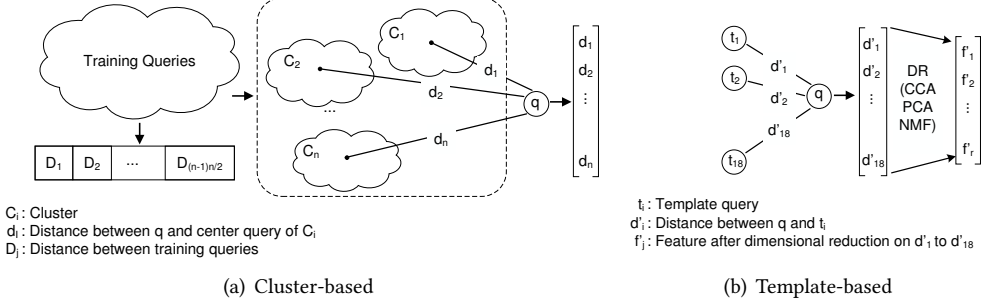 Training Queries
D1 D2 ... D(n-1)n/2
C1
C2
...
Cn
d1
d2
dn
q
d1
d2
⋮
dn
Ci : Cluster
di : Distance between q and center query of Ci
Dj : Distance between training queries
(a) Cluster-based
t1
t2
t18
d'1
d'2
d'18
q
d'1
d'2
⋮
d'18
DR
(CCA
PCA
NMF)
f'1
f'2
⋮
f'r
ti : Template query
d'i : Distance between q and ti
f'j : Feature after dimensional reduction on d'1 to d'18
(b) Template-based